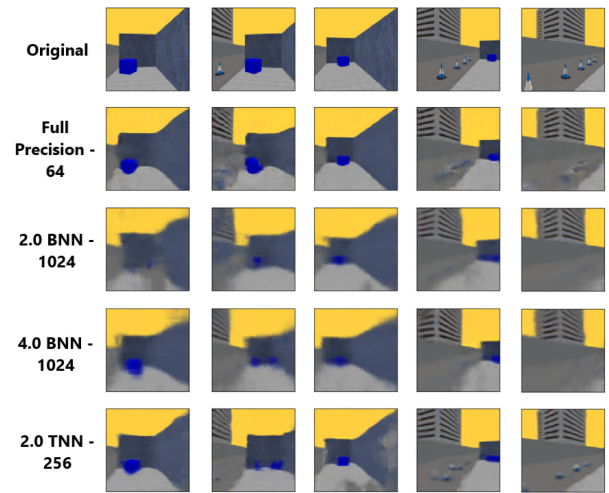 Original
Full
Precision -
64
2.0 BNN -
1024
4.0 BNN -
1024
2.0 TNN -
256